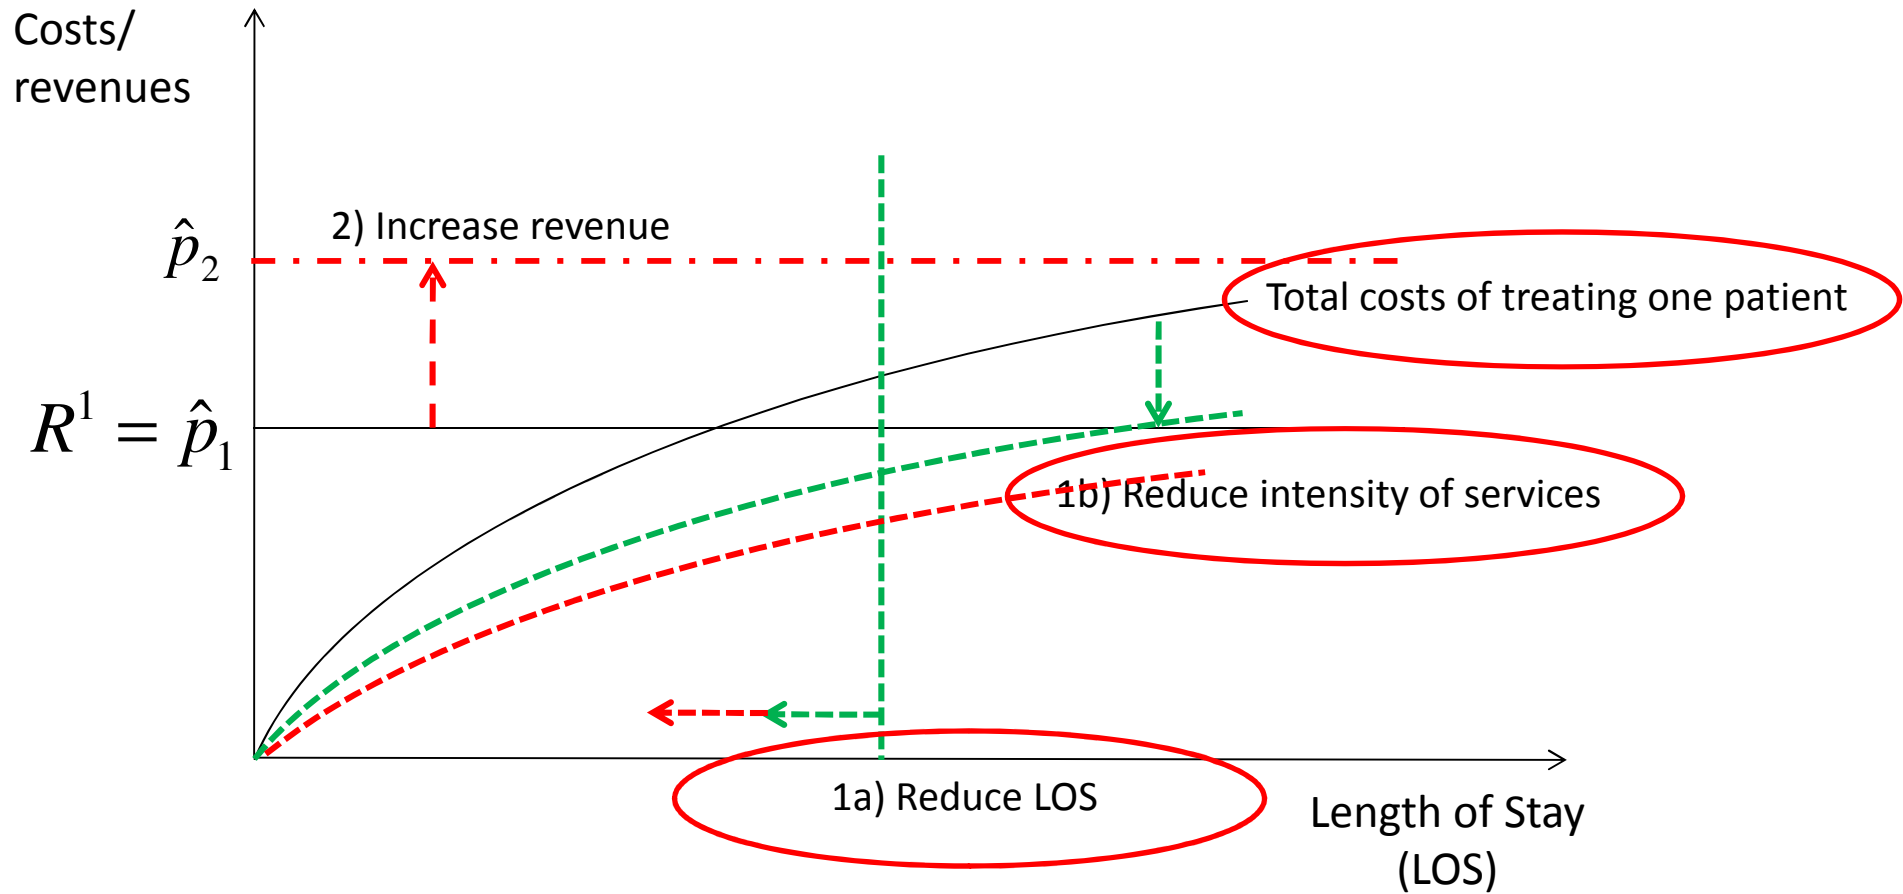 Costs/
revenues
2) Increase revenue
p̂₂
Total costs of treating one patient
R¹ = p̂₁
1b) Reduce intensity of services
1a) Reduce LOS
Length of Stay
(LOS)